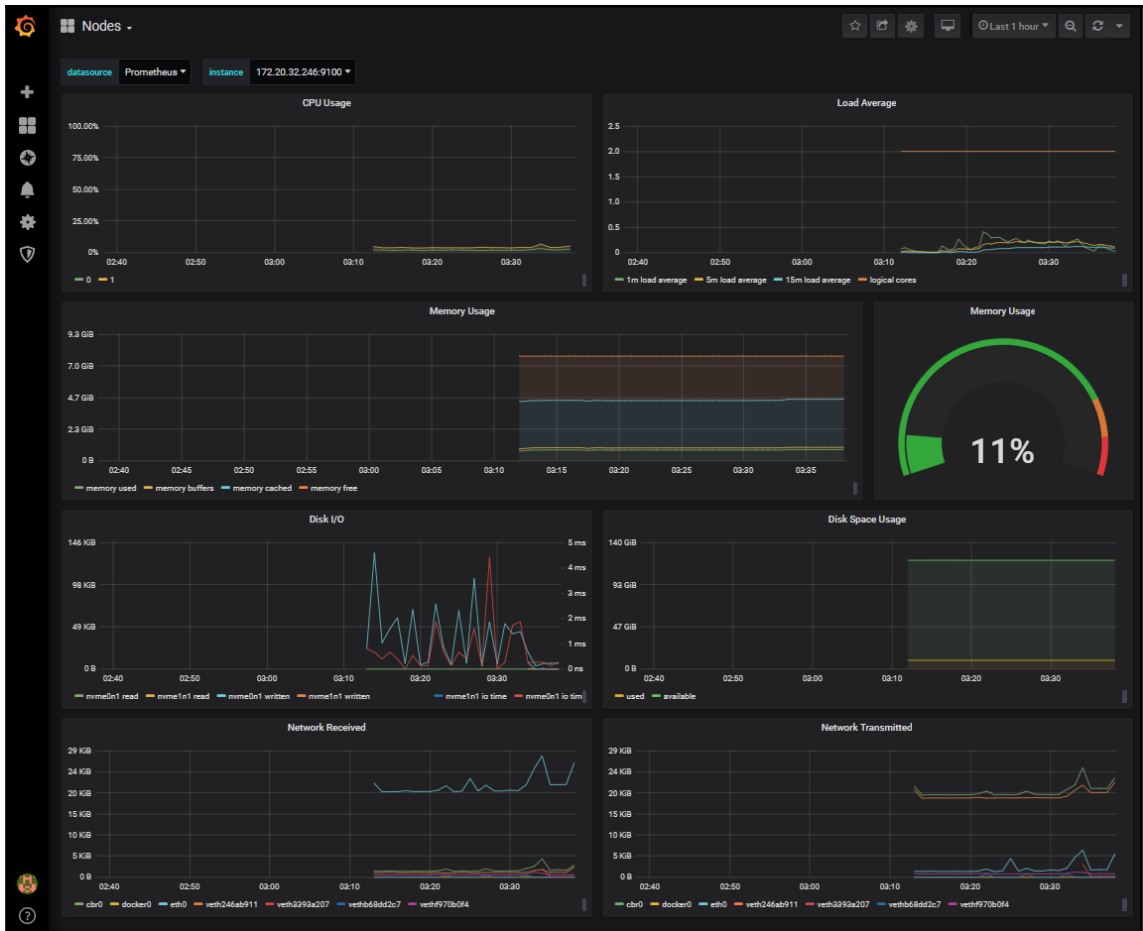 Nodes
Last 1 hour
datasource Prometheus instance 172.20.32.246:9100
CPU Usage
100.00%
75.00%
50.00%
25.00%
0%
02:40 02:50 03:00 03:10 03:20 03:30
0 1
Load Average
2.5
2.0
1.5
1.0
0.5
0
02:40 02:50 03:00 03:10 03:20 03:30
1m load average 5m load average 15m load average logical cores
Memory Usage
9.3 GiB
7.0 GiB
4.7 GiB
2.3 GiB
0 B
02:40 02:45 02:50 02:55 03:00 03:05 03:10 03:15 03:20 03:25 03:30 03:35
memory used memory buffers memory cached memory free
Memory Usage
11%
Disk I/O
146 KiB
98 KiB
49 KiB
0 B
5 ms
4 ms
3 ms
2 ms
1 ms
0 ns
02:40 02:50 03:00 03:10 03:20 03:30
nvme0n1 read nvme1n1 read nvme0n1 written nvme1n1 written nvme1n1 io time nvme0n1 io tim
Disk Space Usage
140 GiB
93 GiB
47 GiB
0 B
02:40 02:50 03:00 03:10 03:20 03:30
used available
Network Received
29 KiB
24 KiB
20 KiB
15 KiB
10 KiB
5 KiB
0 B
02:40 02:50 03:00 03:10 03:20 03:30
cbr0 docker0 eth0 veth246ab911 veth3393a207 vethb68dd2c7 vethf970b0f4
Network Transmitted
29 KiB
24 KiB
20 KiB
15 KiB
10 KiB
5 KiB
0 B
02:40 02:50 03:00 03:10 03:20 03:30
cbr0 docker0 eth0 veth246ab911 veth3393a207 vethb68dd2c7 vethf970b0f4